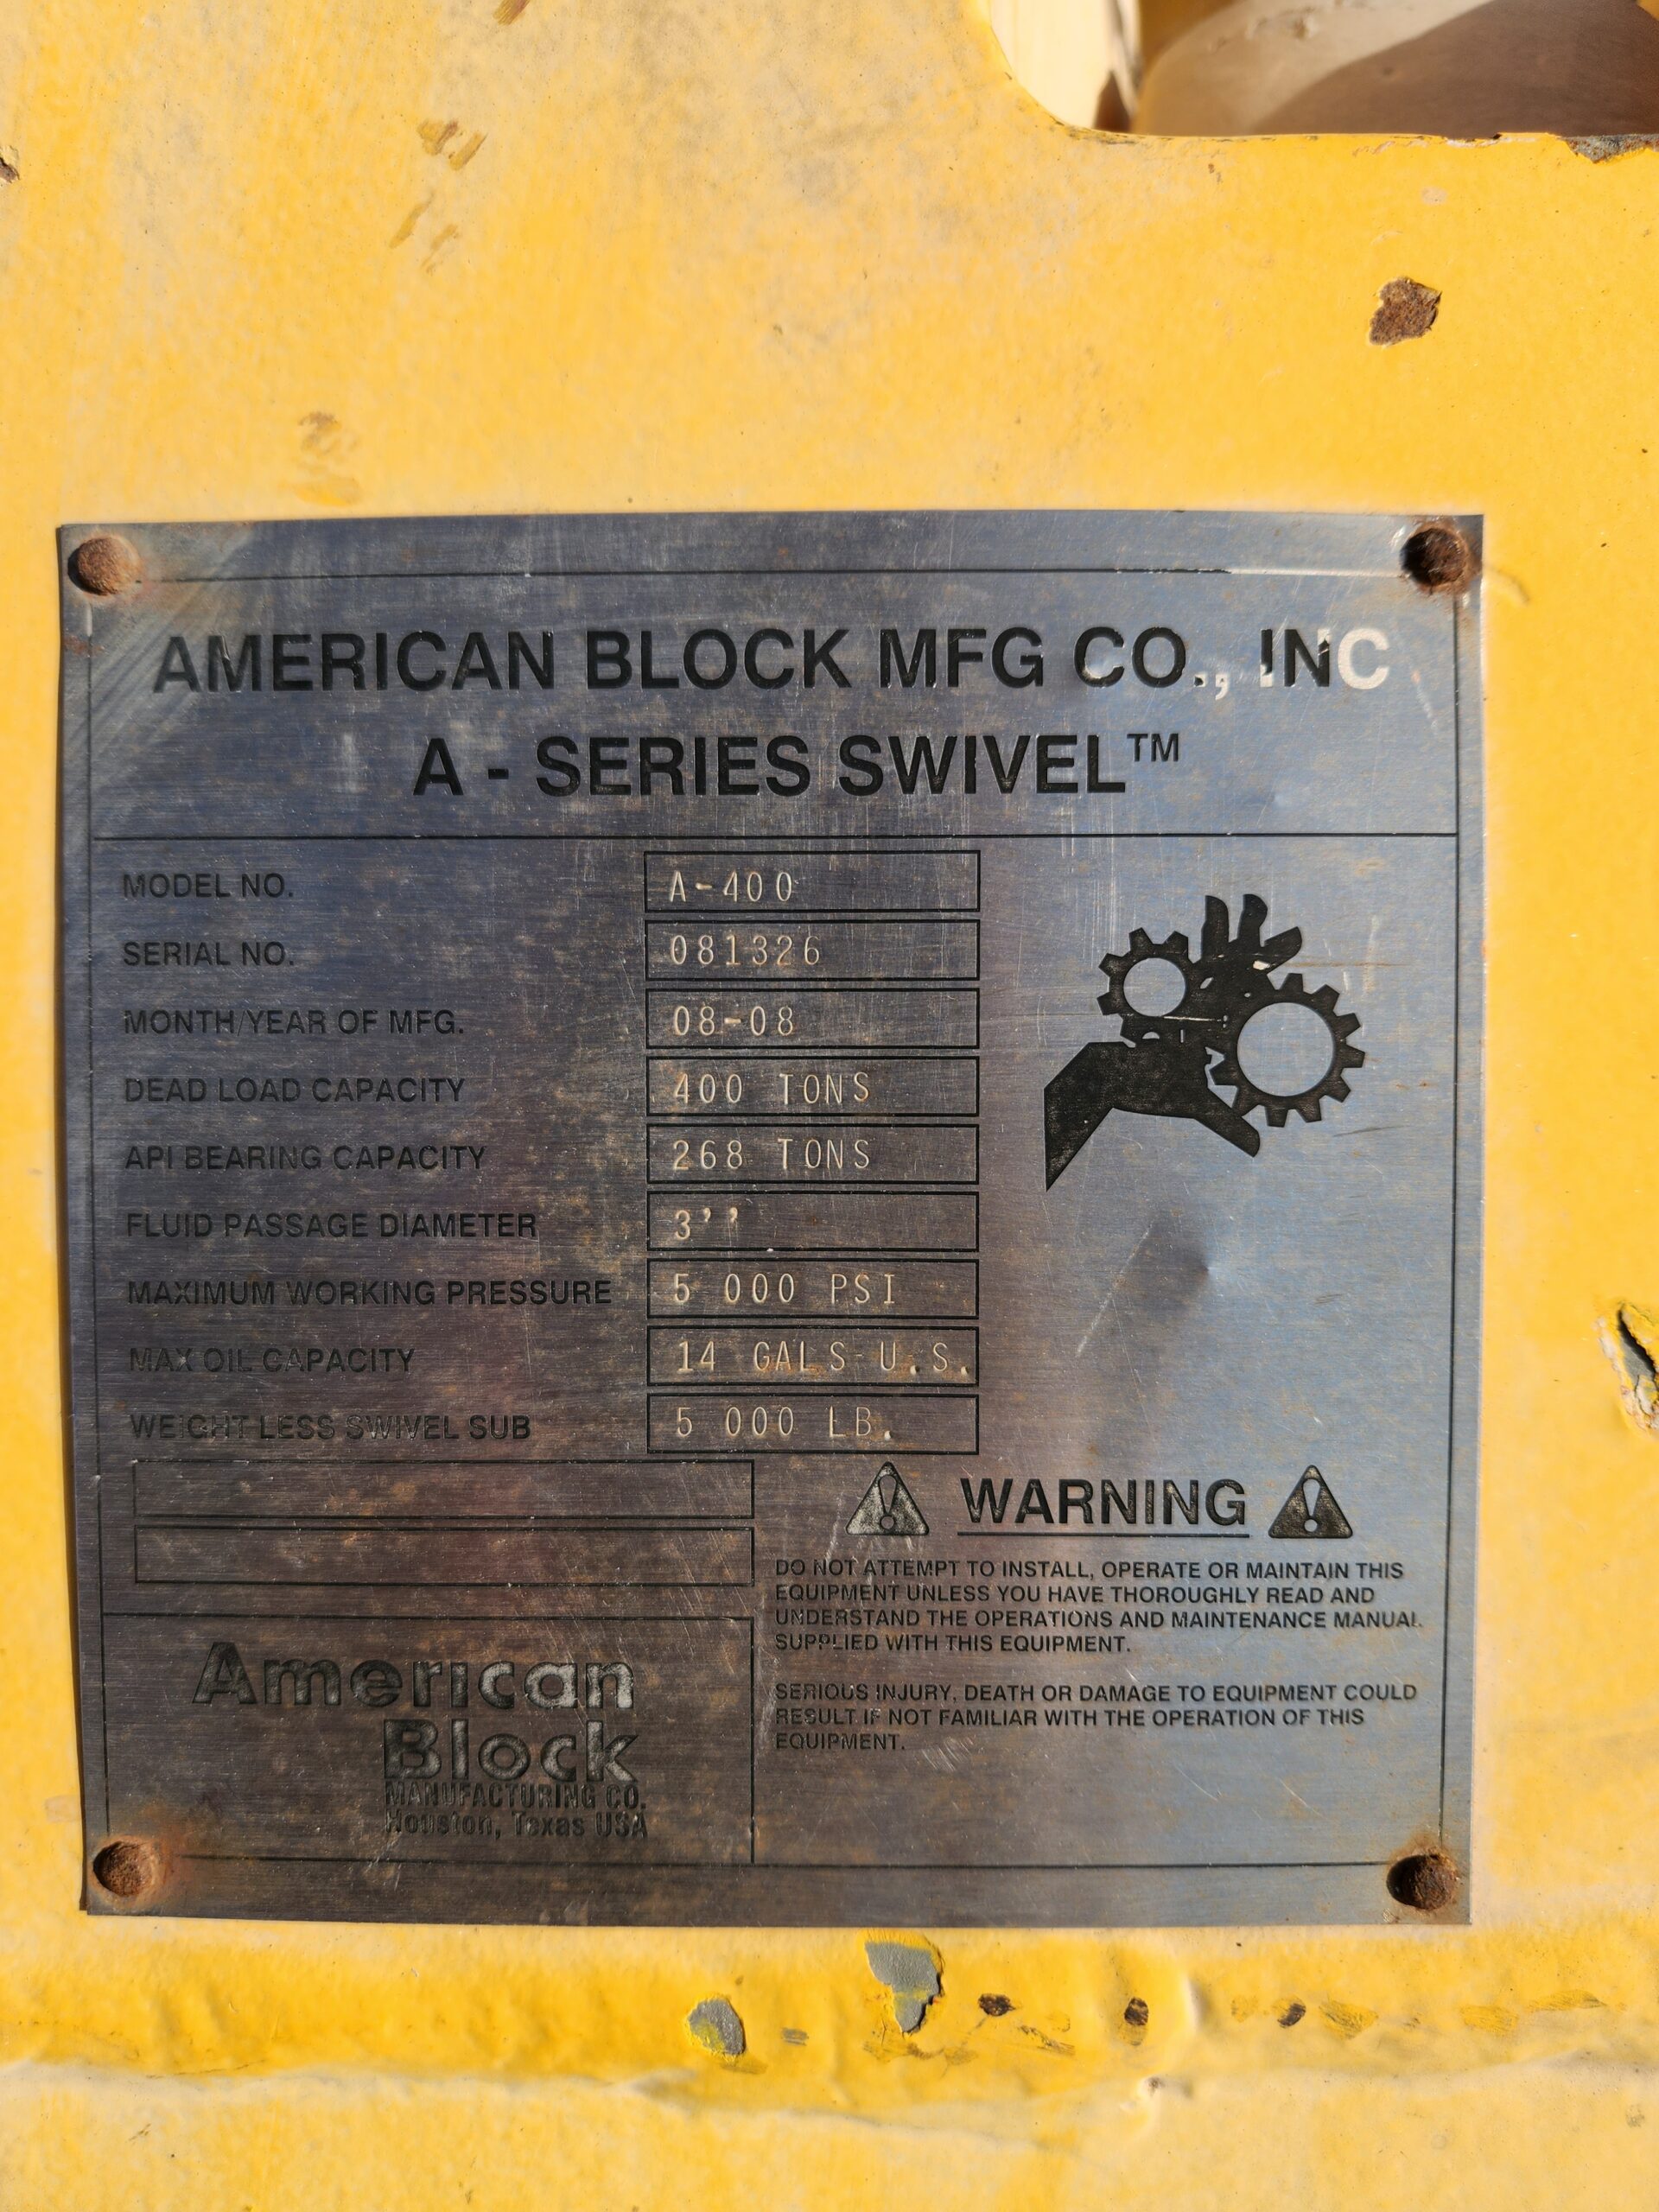 AMERICAN BLOCK MFG CO., INC
A - SERIES SWIVEL™
MODEL NO. A-400
SERIAL NO. 081326
MONTH/YEAR OF MFG. 08-08
DEAD LOAD CAPACITY 400 TONS
API BEARING CAPACITY 268 TONS
FLUID PASSAGE DIAMETER 3''
MAXIMUM WORKING PRESSURE 5 000 PSI
MAX OIL CAPACITY 14 GALS U.S.
WEIGHT LESS SWIVEL SUB 5 000 LB.
WARNING
DO NOT ATTEMPT TO INSTALL, OPERATE OR MAINTAIN THIS
EQUIPMENT UNLESS YOU HAVE THOROUGHLY READ AND
UNDERSTAND THE OPERATIONS AND MAINTENANCE MANUAL
SUPPLIED WITH THIS EQUIPMENT.
SERIOUS INJURY, DEATH OR DAMAGE TO EQUIPMENT COULD
RESULT IF NOT FAMILIAR WITH THE OPERATION OF THIS
EQUIPMENT.
American
Block
MANUFACTURING CO.
Houston, Texas USA